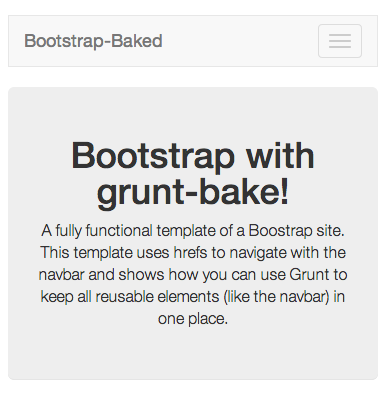 Bootstrap-Baked
Bootstrap with
grunt-bake!
A fully functional template of a Boostrap site.
This template uses hrefs to navigate with the
navbar and shows how you can use Grunt to
keep all reusable elements (like the navbar) in
one place.